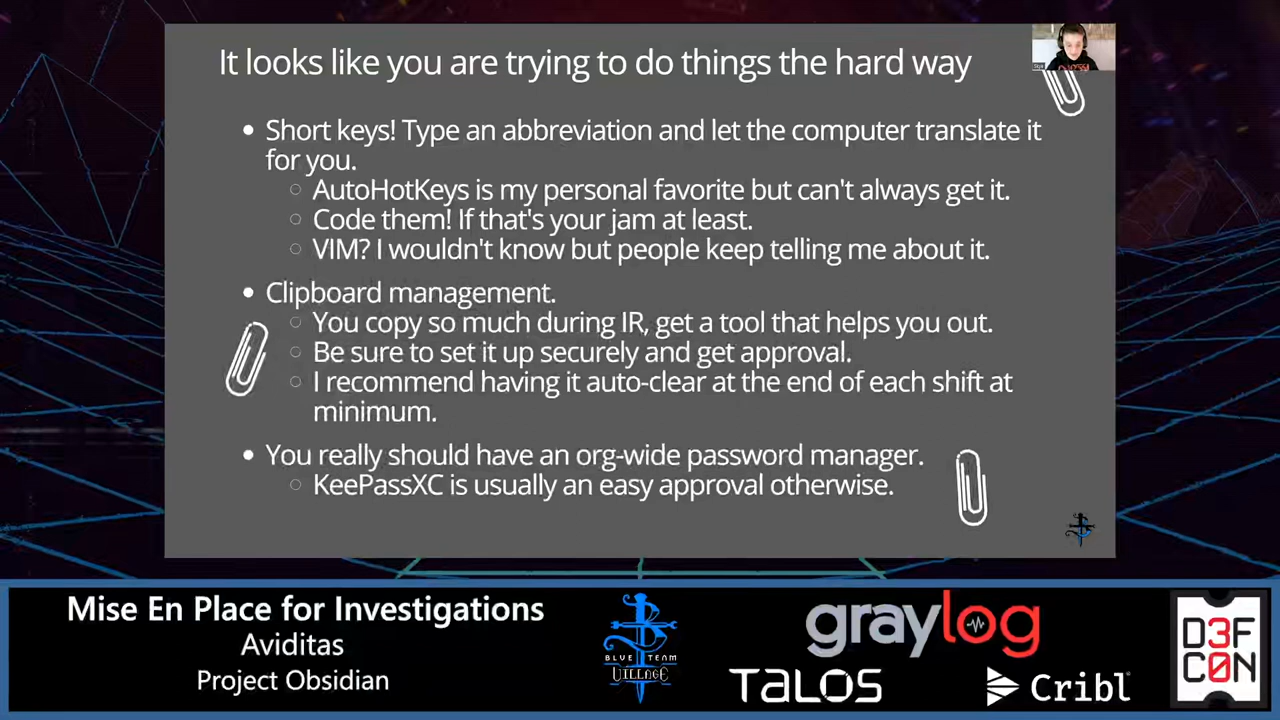 It looks like you are trying to do things the hard way
• Short keys! Type an abbreviation and let the computer translate it
for you.
○ AutoHotKeys is my personal favorite but can't always get it.
○ Code them! If that's your jam at least.
○ VIM? I wouldn't know but people keep telling me about it.
• Clipboard management.
○ You copy so much during IR, get a tool that helps you out.
○ Be sure to set it up securely and get approval.
○ I recommend having it auto-clear at the end of each shift at
minimum.
• You really should have an org-wide password manager.
○ KeePassXC is usually an easy approval otherwise.
Mise En Place for Investigations
Aviditas
Project Obsidian
BLUE TEAM
VILLAGE
graylog
TALOS
Cribl
D3F
C0N